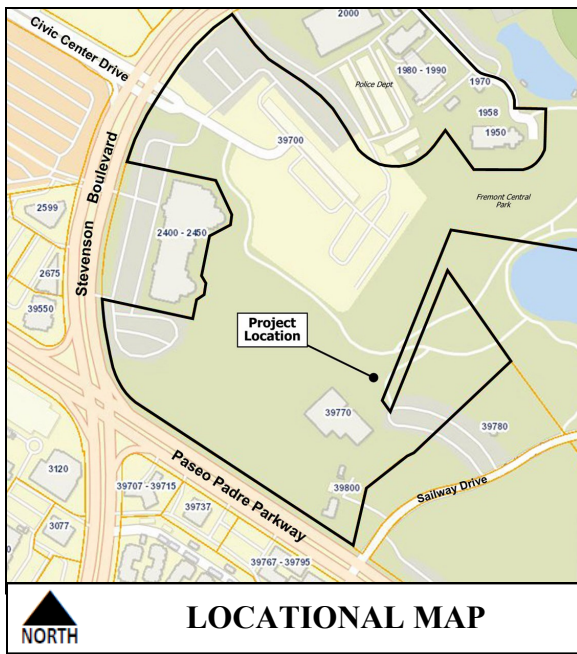 2000
Civic Center Drive
1980 - 1990
1970
Police Dept
1958
1950
39700
Stevenson Boulevard
2599
Fremont Central
Park
2400 - 2450
2675
39550
Project
Location
39770
39780
3120
Paseo Padre Parkway
39800
Sailway Drive
39707 - 39715
39737
3077
0
39767 - 39795
NORTH
LOCATIONAL MAP